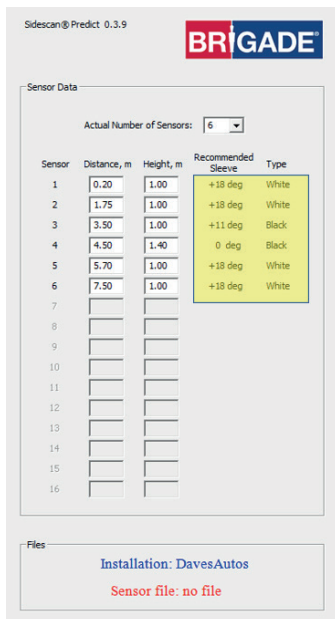 Sidescan® Predict 0.3.9
BRIGADE
Sensor Data
Actual Number of Sensors: 6
Sensor Distance, m Height, m Recommended Sleeve Type
1 0.20 1.00 +18 deg White
2 1.75 1.00 +18 deg White
3 3.50 1.00 +11 deg Black
4 4.50 1.40 0 deg Black
5 5.70 1.00 +18 deg White
6 7.50 1.00 +18 deg White
7
8
9
10
11
12
13
14
15
16
Files
Installation: DavesAutos
Sensor file: no file